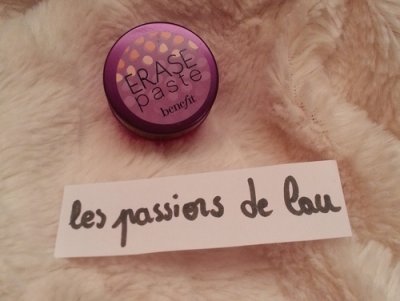 ERASE
paste
benefit
les passions de lau